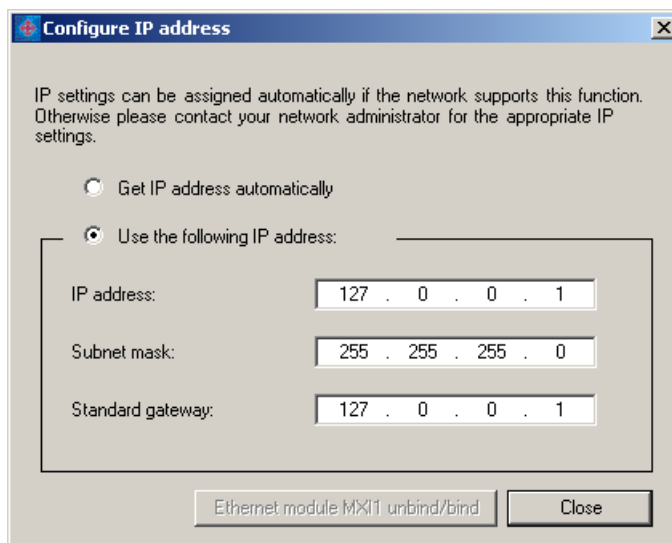 Configure IP address
IP settings can be assigned automatically if the network supports this function.
Otherwise please contact your network administrator for the appropriate IP
settings.
Get IP address automatically
Use the following IP address:
IP address: 127 . 0 . 0 . 1
Subnet mask: 255 . 255 . 255 . 0
Standard gateway: 127 . 0 . 0 . 1
Ethernet module MXI1 unbind/bind Close